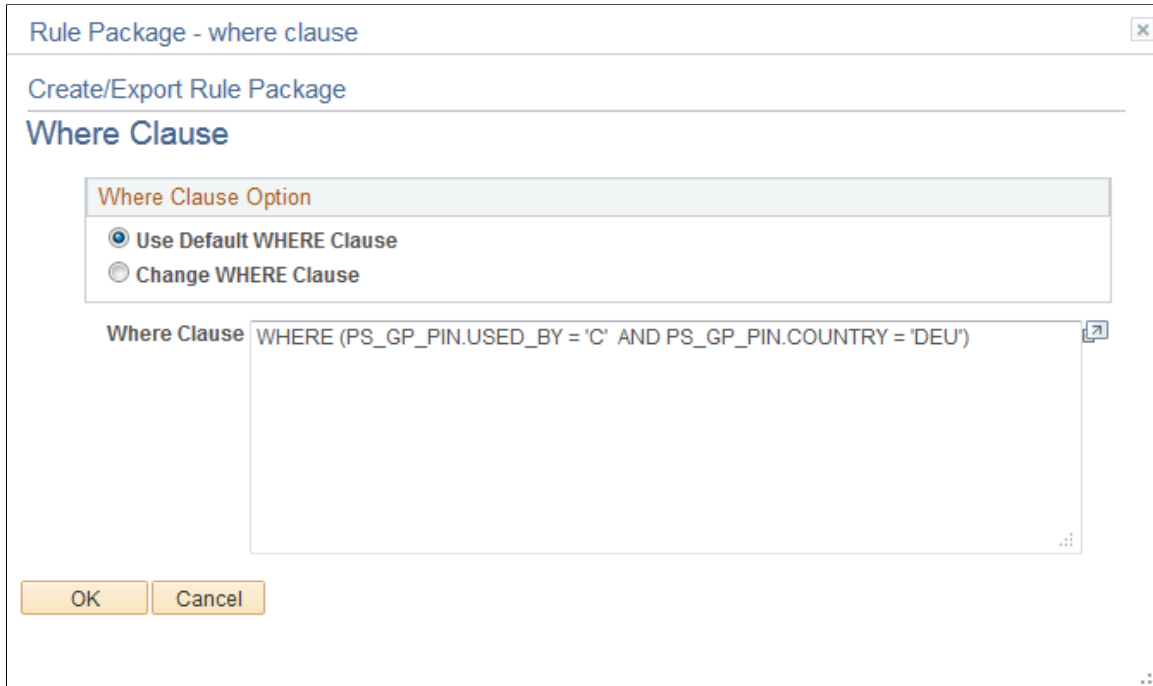 Rule Package - where clause
Create/Export Rule Package
Where Clause
Where Clause Option
Use Default WHERE Clause
Change WHERE Clause
Where Clause WHERE (PS_GP_PIN.USED_BY = 'C'  AND PS_GP_PIN.COUNTRY = 'DEU')
OK Cancel